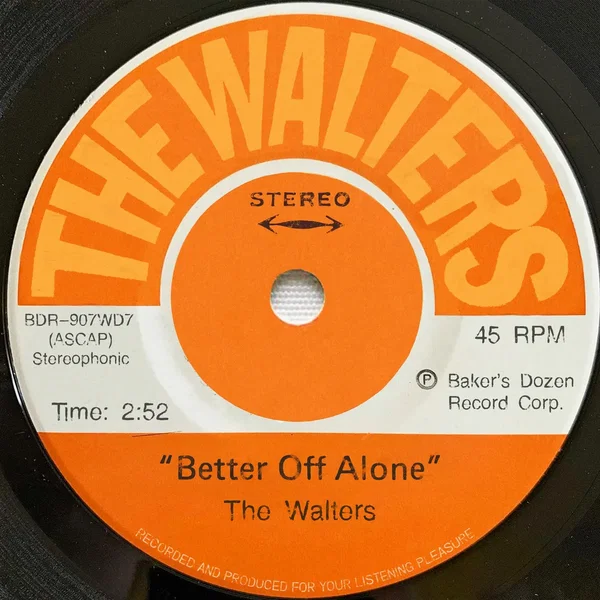 THE WALTERS
STEREO
BDR-907WD7
(ASCAP)
Stereophonic
Time: 2:52
45 RPM
Ⓟ Baker's Dozen
Record Corp.
"Better Off Alone"
The Walters
RECORDED AND PRODUCED FOR YOUR LISTENING PLEASURE